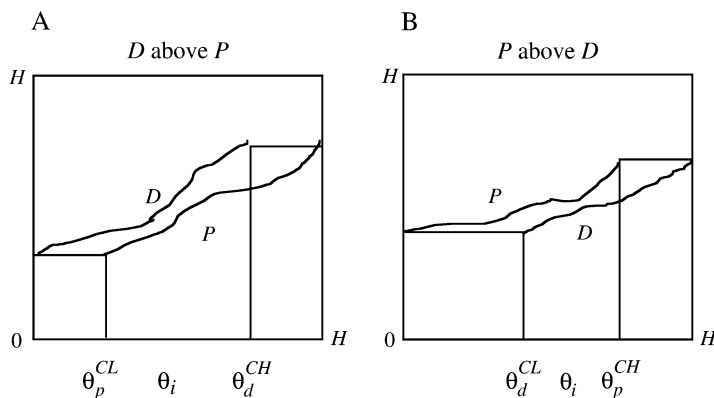 A
D above P
H
D
P
0
H
θ_p^{CL} θ_i θ_d^{CH}
B
P above D
H
P
D
0
H
θ_d^{CL} θ_i θ_p^{CH}